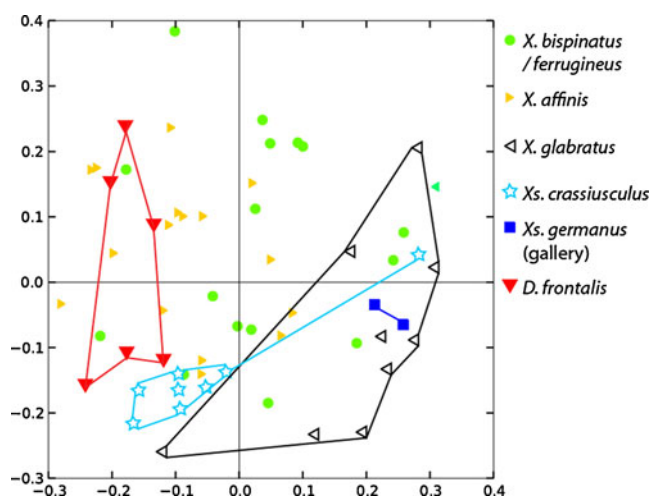 0.4
0.3
0.2
0.1
0.0
−0.1
−0.2
−0.3
−0.3 −0.2 −0.1 0.0 0.1 0.2 0.3 0.4
X. bispinatus
/ ferrugineus
X. affinis
X. glabratus
Xs. crassiusculus
Xs. germanus
(gallery)
D. frontalis